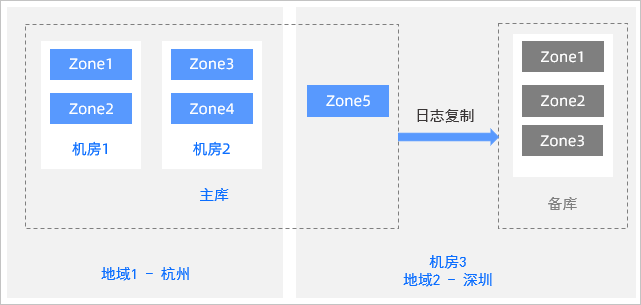 Zone1
Zone2
机房1
Zone3
Zone4
机房2
主库
地域1 - 杭州
Zone5
日志复制
Zone1
Zone2
Zone3
备库
机房3
地域2 - 深圳